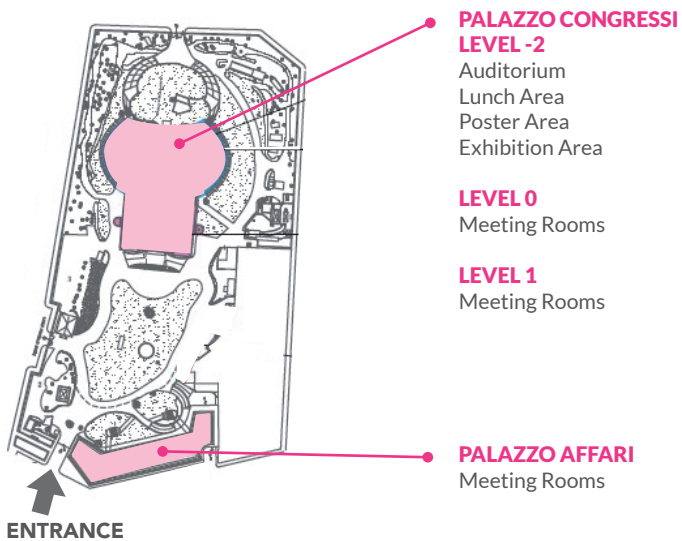 PALAZZO CONGRESSI
LEVEL -2
Auditorium
Lunch Area
Poster Area
Exhibition Area
LEVEL 0
Meeting Rooms
LEVEL 1
Meeting Rooms
PALAZZO AFFARI
Meeting Rooms
ENTRANCE